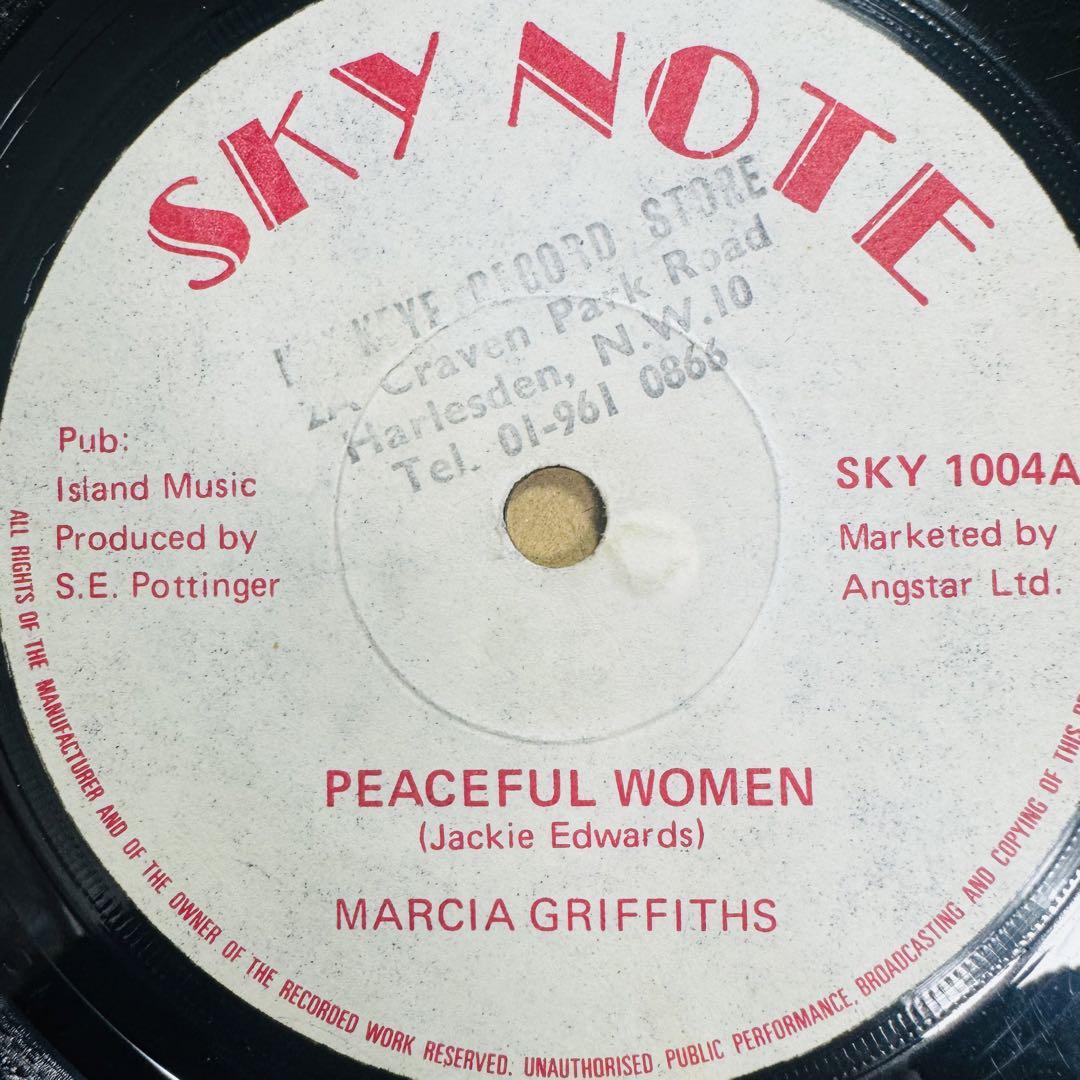 SKY NOTE
RECORD STORE
Craven Park Road
Harlesden, N.W.10
Tel. 01-961 0866
Pub:
Island Music
Produced by
S.E. Pottinger
SKY 1004A
Marketed by
Angstar Ltd.
PEACEFUL WOMEN
(Jackie Edwards)
MARCIA GRIFFITHS
ALL RIGHTS OF THE MANUFACTURER AND OF THE OWNER OF THE RECORDED WORK RESERVED. UNAUTHORISED PUBLIC PERFORMANCE, BROADCASTING AND COPYING OF THIS